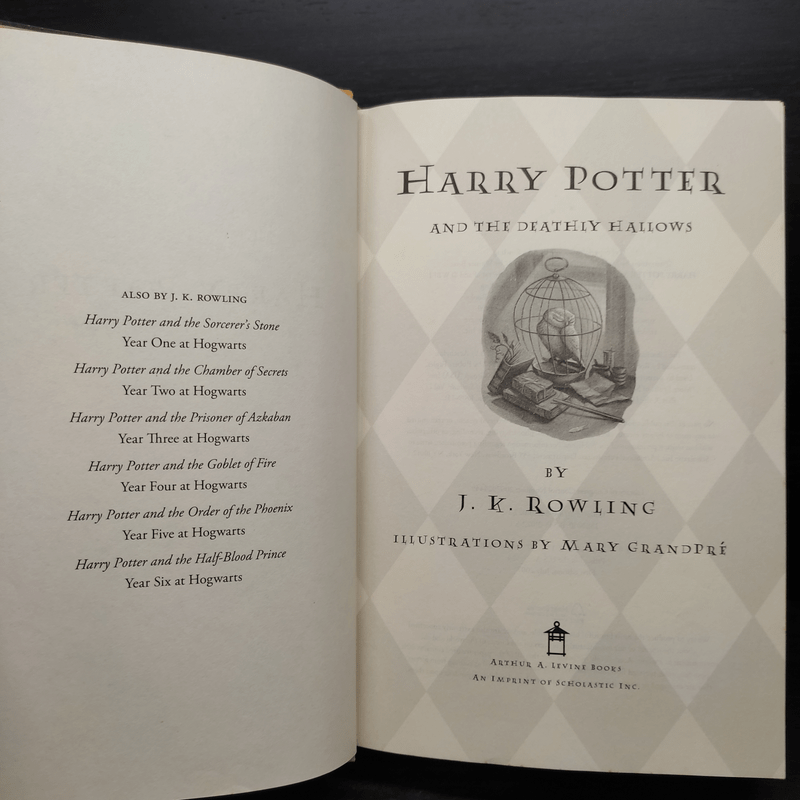 ALSO BY J. K. ROWLING
Harry Potter and the Sorcerer's Stone
Year One at Hogwarts
Harry Potter and the Chamber of Secrets
Year Two at Hogwarts
Harry Potter and the Prisoner of Azkaban
Year Three at Hogwarts
Harry Potter and the Goblet of Fire
Year Four at Hogwarts
Harry Potter and the Order of the Phoenix
Year Five at Hogwarts
Harry Potter and the Half-Blood Prince
Year Six at Hogwarts
HARRY POTTER
AND THE DEATHLY HALLOWS
BY
J. K. ROWLING
ILLUSTRATIONS BY MARY GRANDPRÉ
ARTHUR A. LEVINE BOOKS
AN IMPRINT OF SCHOLASTIC INC.